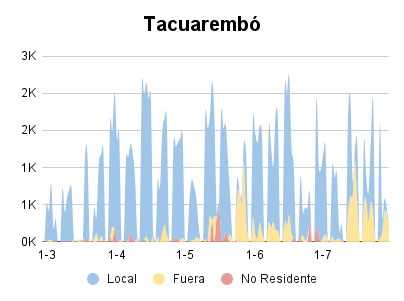 Tacuarembó
3K
2K
2K
1K
1K
0K
1-3 1-4 1-5 1-6 1-7
Local Fuera No Residente